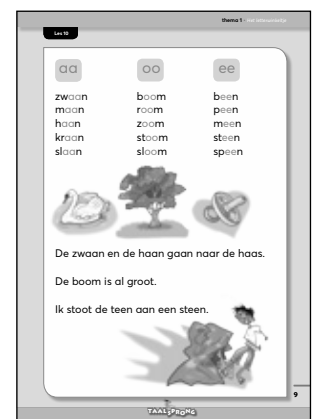 thema 1
Les 10
aa oo ee
zwaan boom been
maan room peen
haan zoom meen
kraan stoom steen
slaan sloom speen
De zwaan en de haan gaan naar de haas.
De boom is al groot.
Ik stoot de teen aan een steen.
9
TAALSPRONG